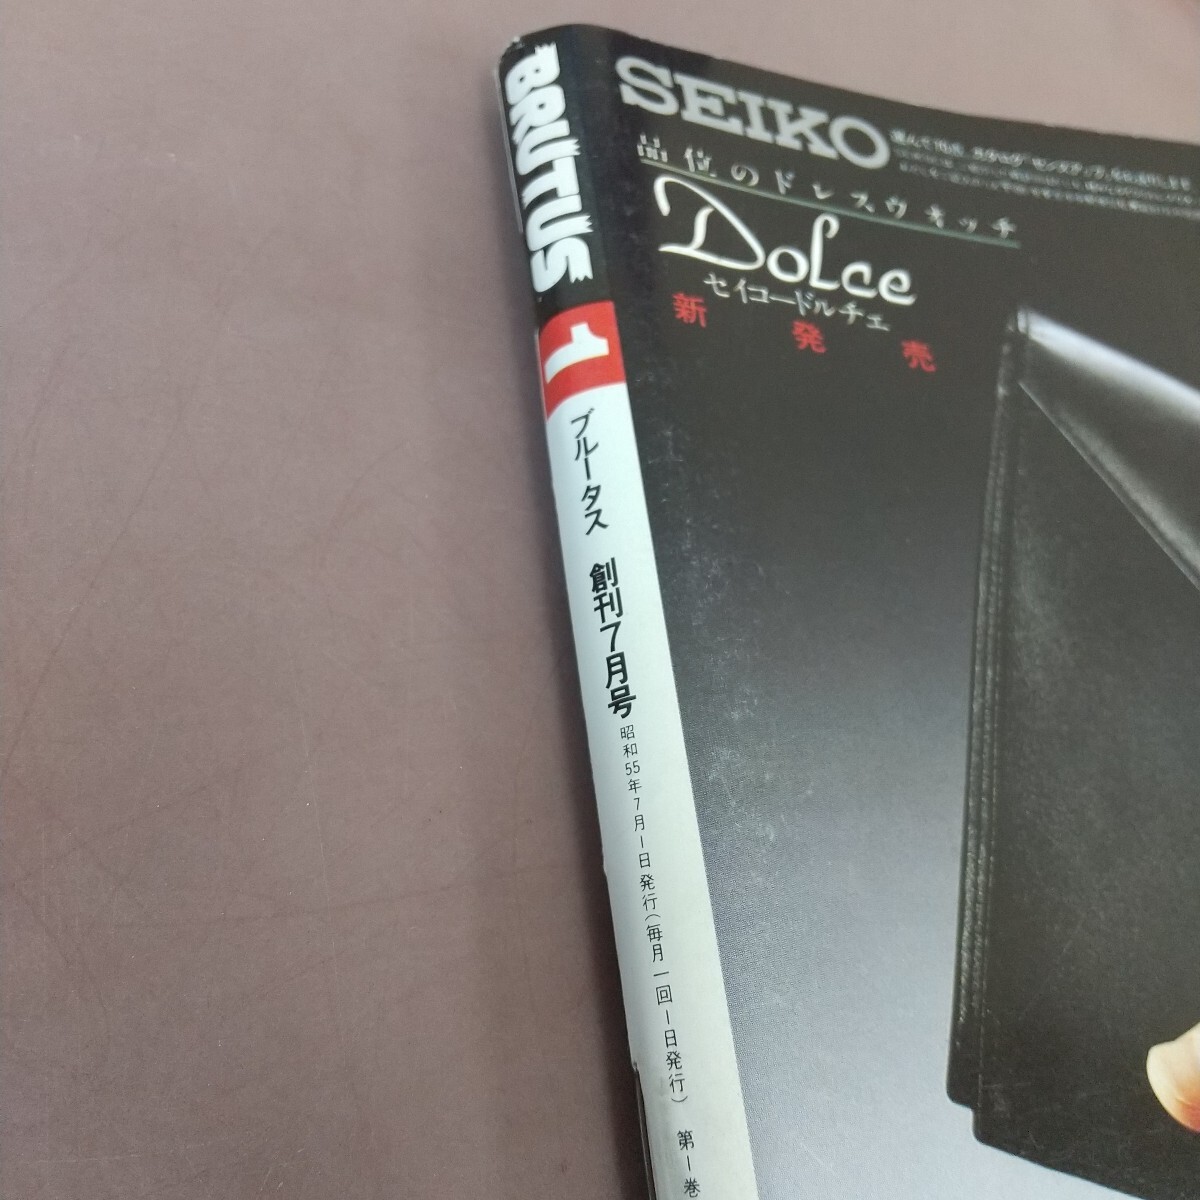 BRUTUS
1
ブルータス 創刊7月号
昭和55年7月1日発行(毎月一回1日発行) 第1巻
SEIKO
品位のドレスウオッチ
Dolce
セイコードルチェ
新発売